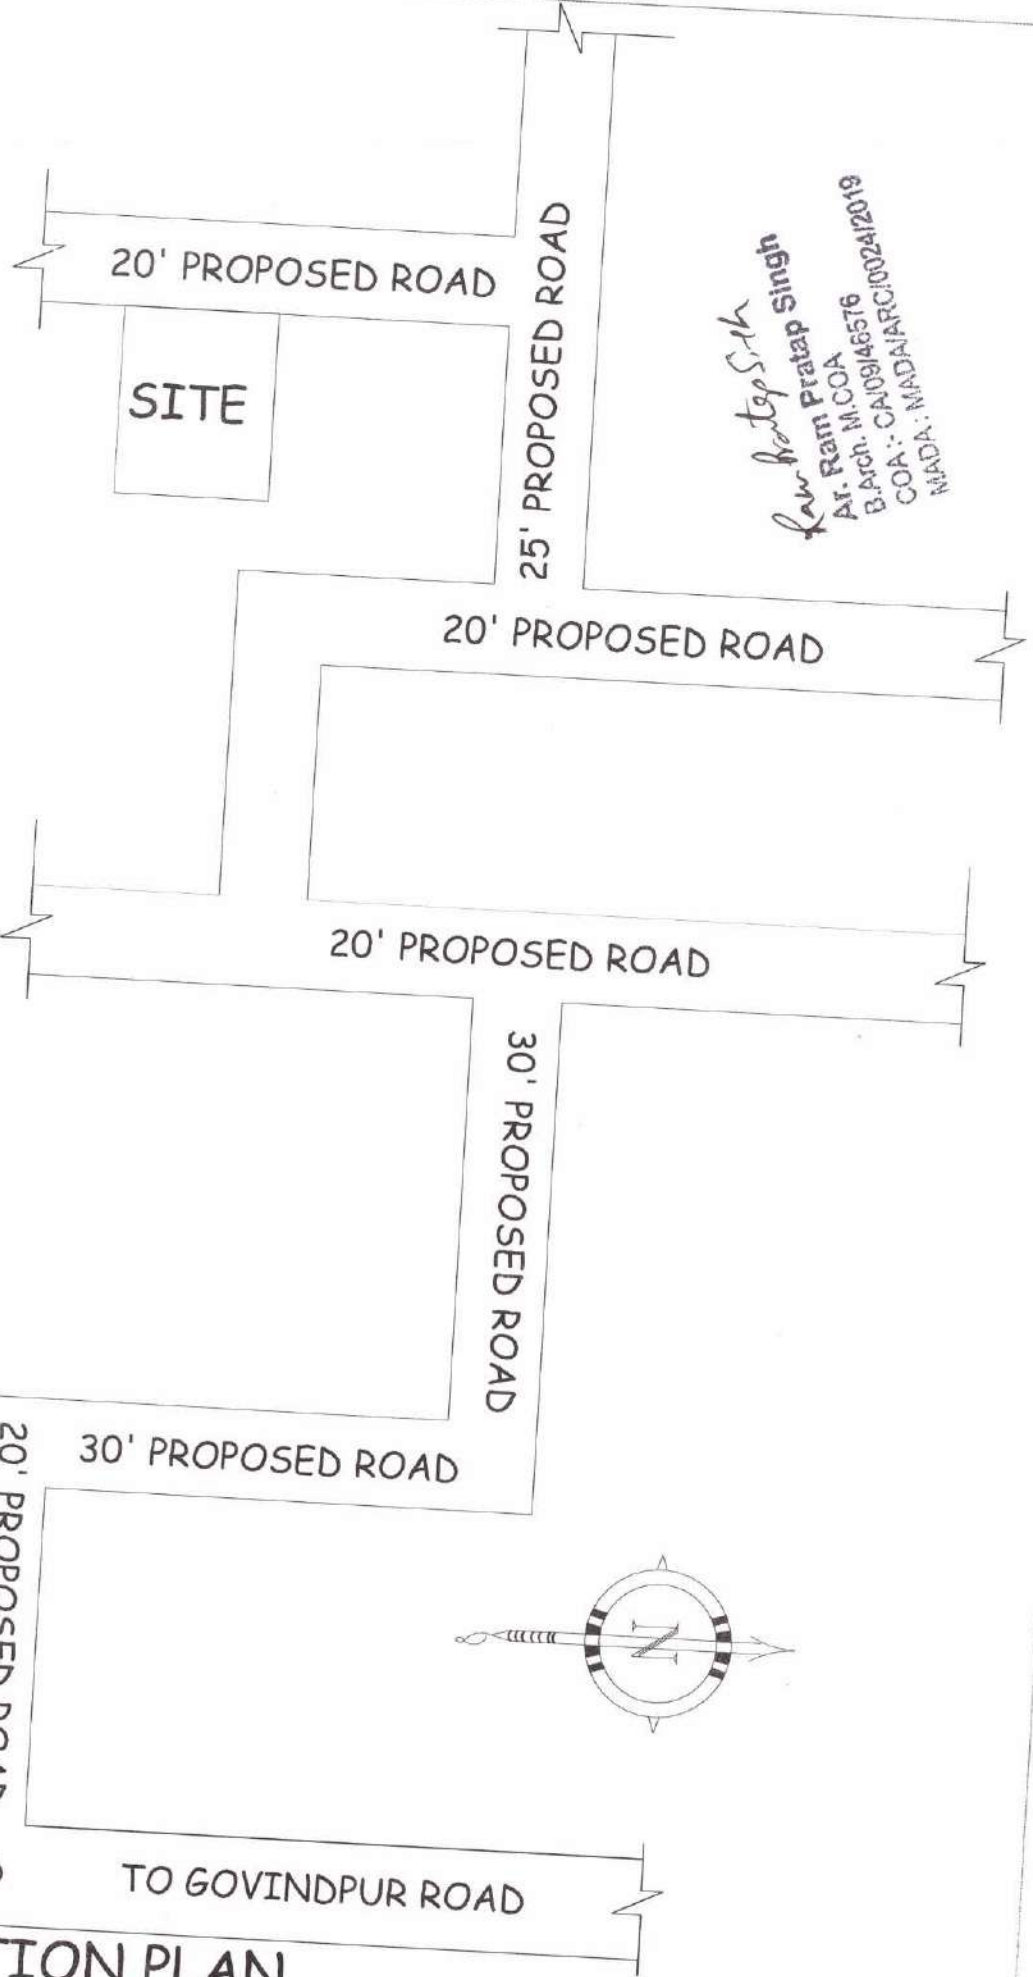 20' PROPOSED ROAD
25' PROPOSED ROAD
SITE
Ram Pratap Singh
Ar. Ram Pratap Singh
B.Arch. M.COA
COA :- CA/09/46576
MADA : MADA/ARC/0024/2019
20' PROPOSED ROAD
20' PROPOSED ROAD
30' PROPOSED ROAD
30' PROPOSED ROAD
20' PROPOSED ROAD
N
TO GOVINDPUR ROAD
TION PLAN